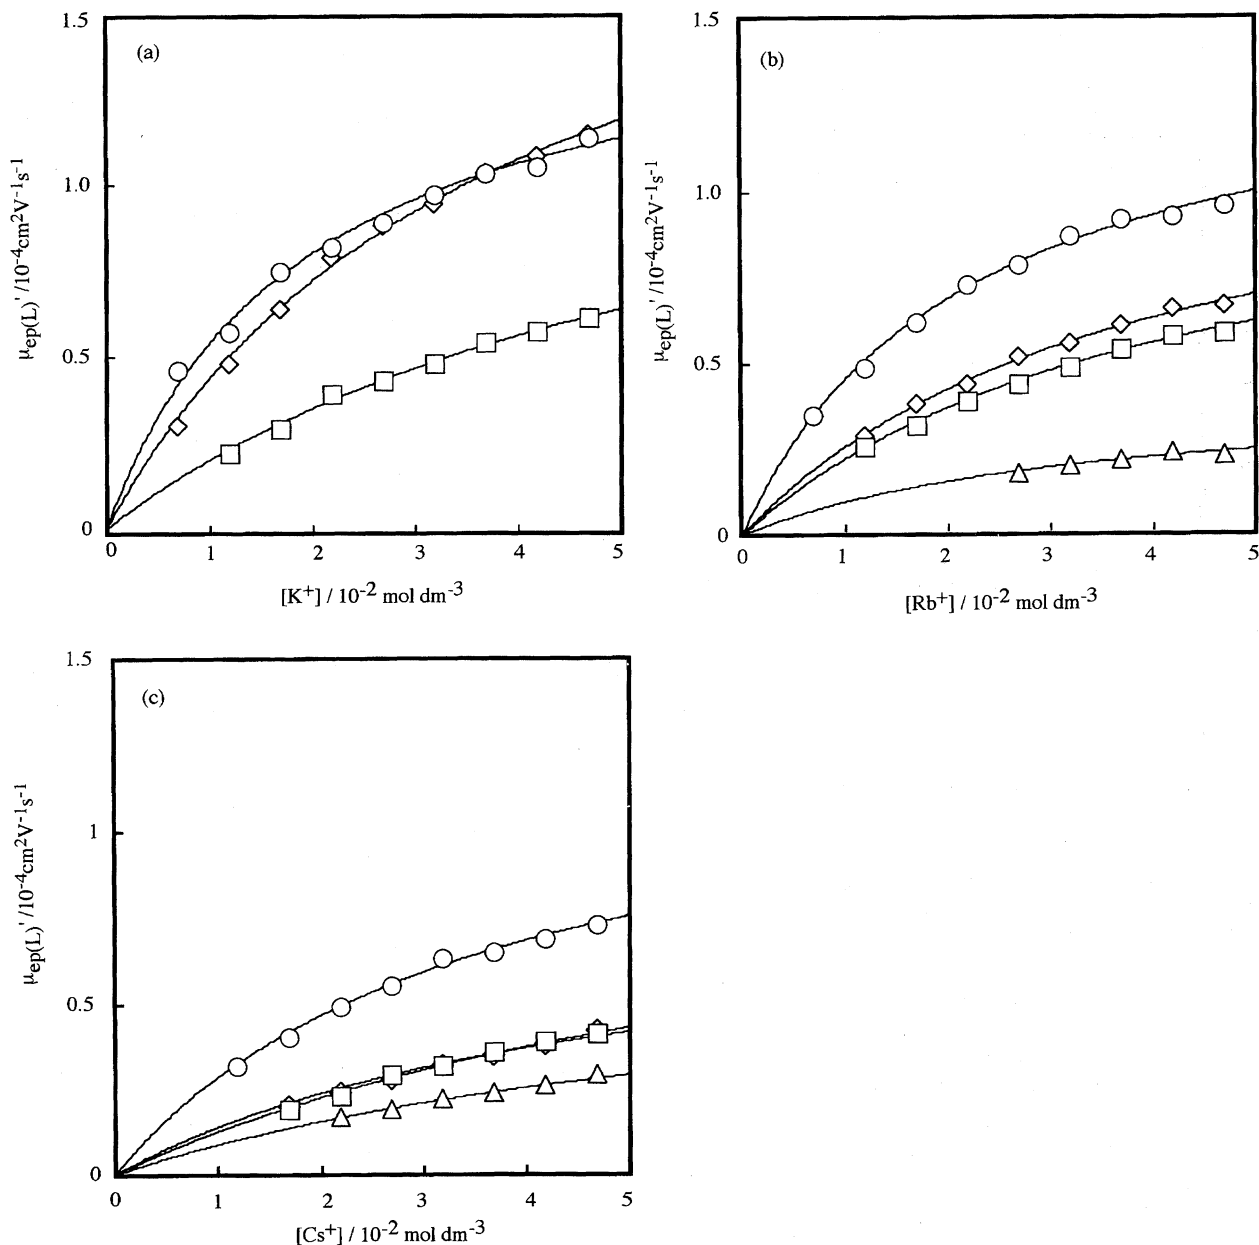 (a)
1.5
1.0
0.5
0
μep(L)' /10-4cm2V-1s-1
0 1 2 3 4 5
[K+] / 10-2 mol dm-3
(b)
1.5
1.0
0.5
0
μep(L)' /10-4cm2V-1s-1
0 1 2 3 4 5
[Rb+] / 10-2 mol dm-3
(c)
1.5
1
0.5
0
μep(L)' /10-4cm2V-1s-1
0 1 2 3 4 5
[Cs+] / 10-2 mol dm-3